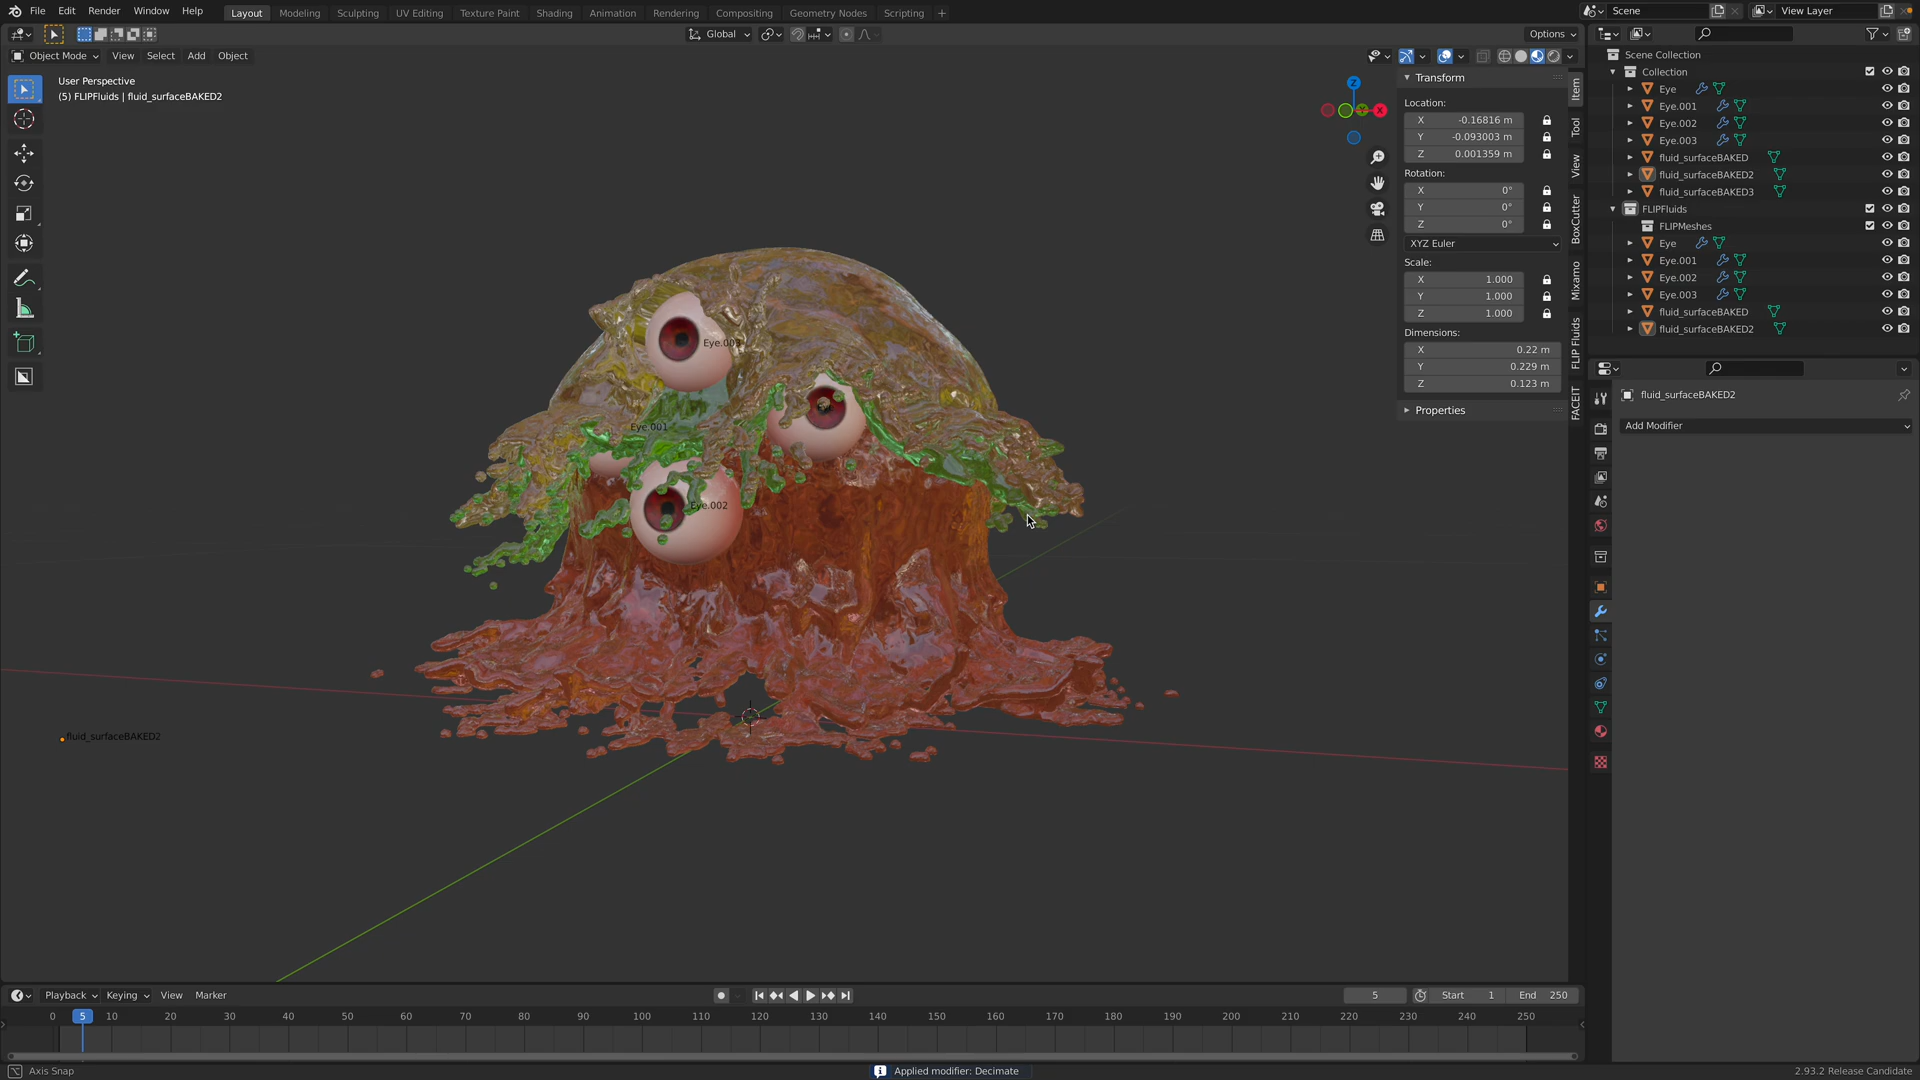 File Edit Render Window Help Layout Modeling Sculpting UV Editing Texture Paint Shading Animation Rendering Compositing Geometry Nodes Scripting + Scene View Layer
Global Options
Object Mode View Select Add Object
User Perspective
(5) FLIPFluids | fluid_surfaceBAKED2
Z
X
Eye.003
Eye.001
Eye.002
fluid_surfaceBAKED2
Transform
Location:
X -0.16816 m
Y -0.093003 m
Z 0.001359 m
Rotation:
X 0°
Y 0°
Z 0°
XYZ Euler
Scale:
X 1.000
Y 1.000
Z 1.000
Dimensions:
X 0.22 m
Y 0.229 m
Z 0.123 m
Properties
Item
Tool
View
BoxCutter
Mixamo
FLIP Fluids
FACEIT
Scene Collection
Collection
Eye
Eye.001
Eye.002
Eye.003
fluid_surfaceBAKED
fluid_surfaceBAKED2
fluid_surfaceBAKED3
FLIPFluids
FLIPMeshes
Eye
Eye.001
Eye.002
Eye.003
fluid_surfaceBAKED
fluid_surfaceBAKED2
fluid_surfaceBAKED2
Add Modifier
Playback Keying View Marker 5 Start 1 End 250
0 5 10 20 30 40 50 60 70 80 90 100 110 120 130 140 150 160 170 180 190 200 210 220 230 240 250
Axis Snap Applied modifier: Decimate 2.93.2 Release Candidate